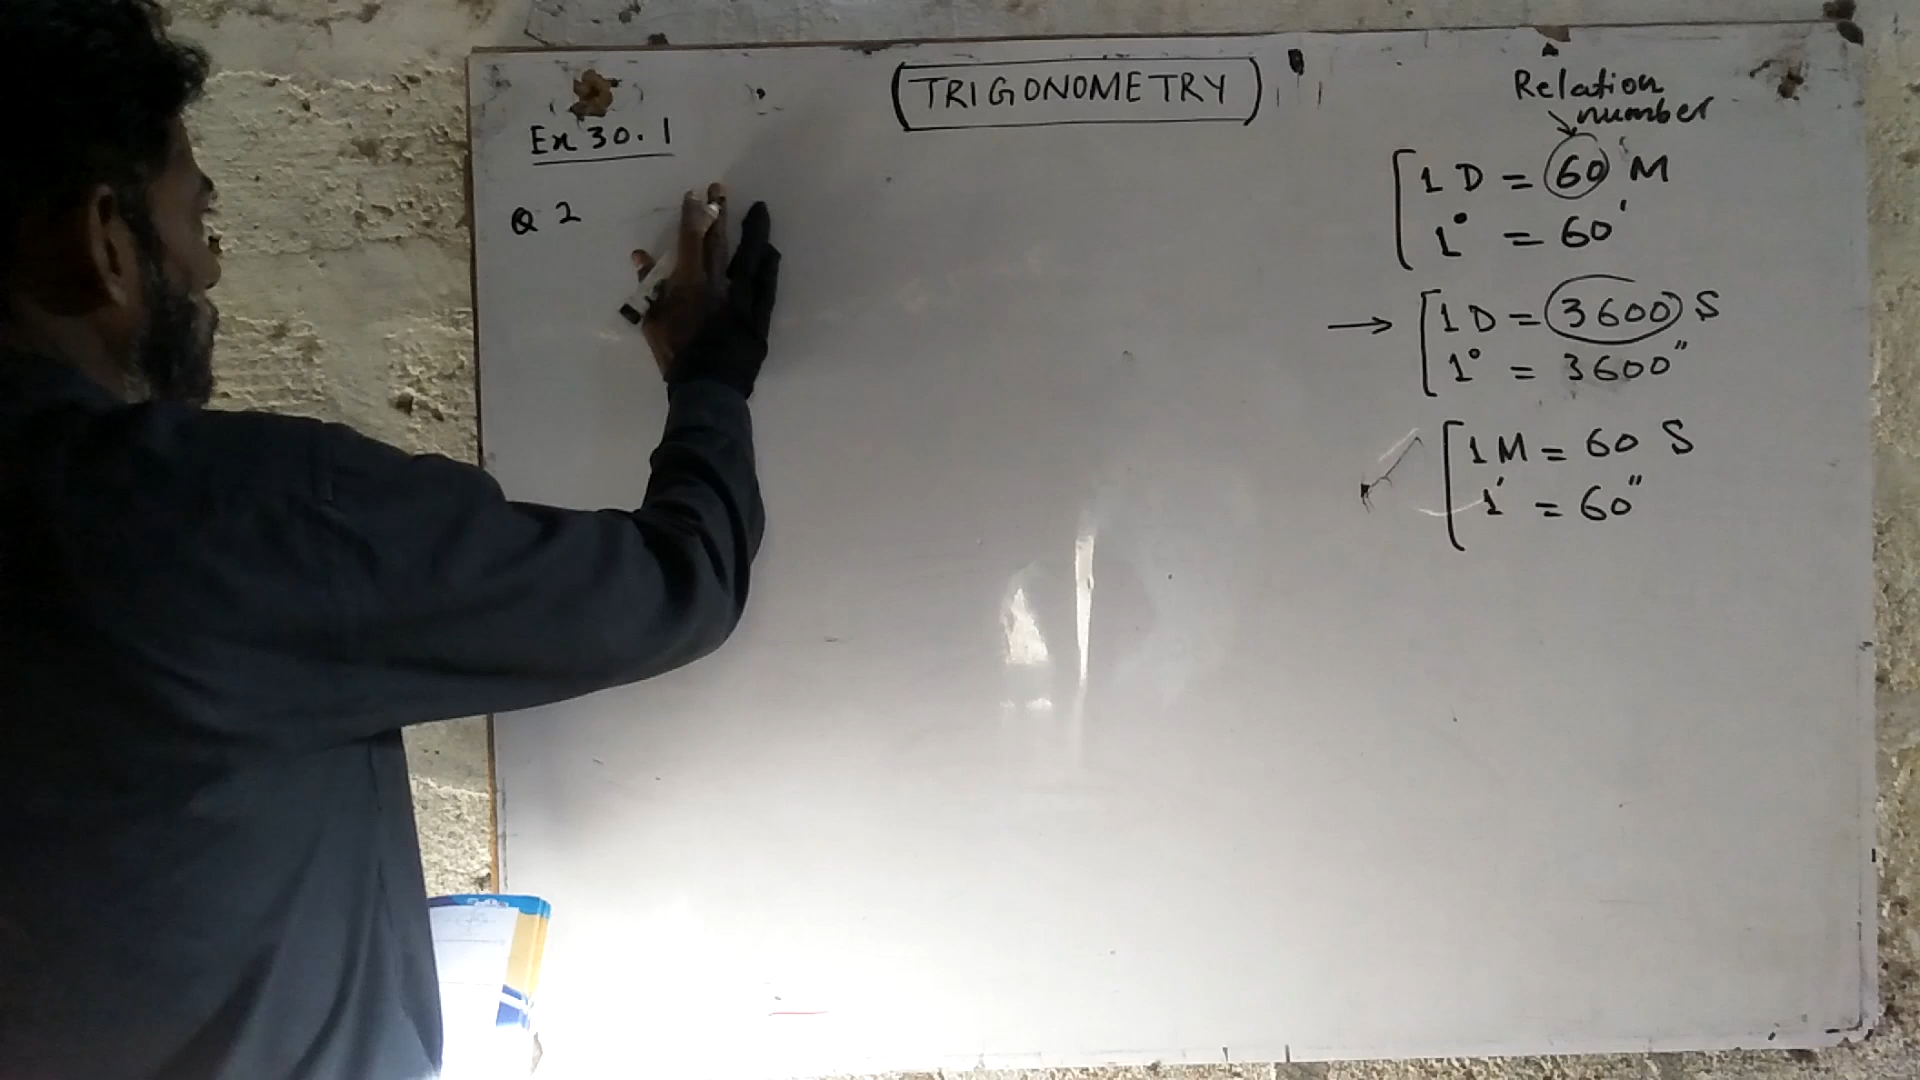 TRIGONOMETRY
Ex 30.1
Q 2
Relation
number
1 D = 60 M
1° = 60'
1 D = 3600 S
1° = 3600"
1 M = 60 S
1' = 60"